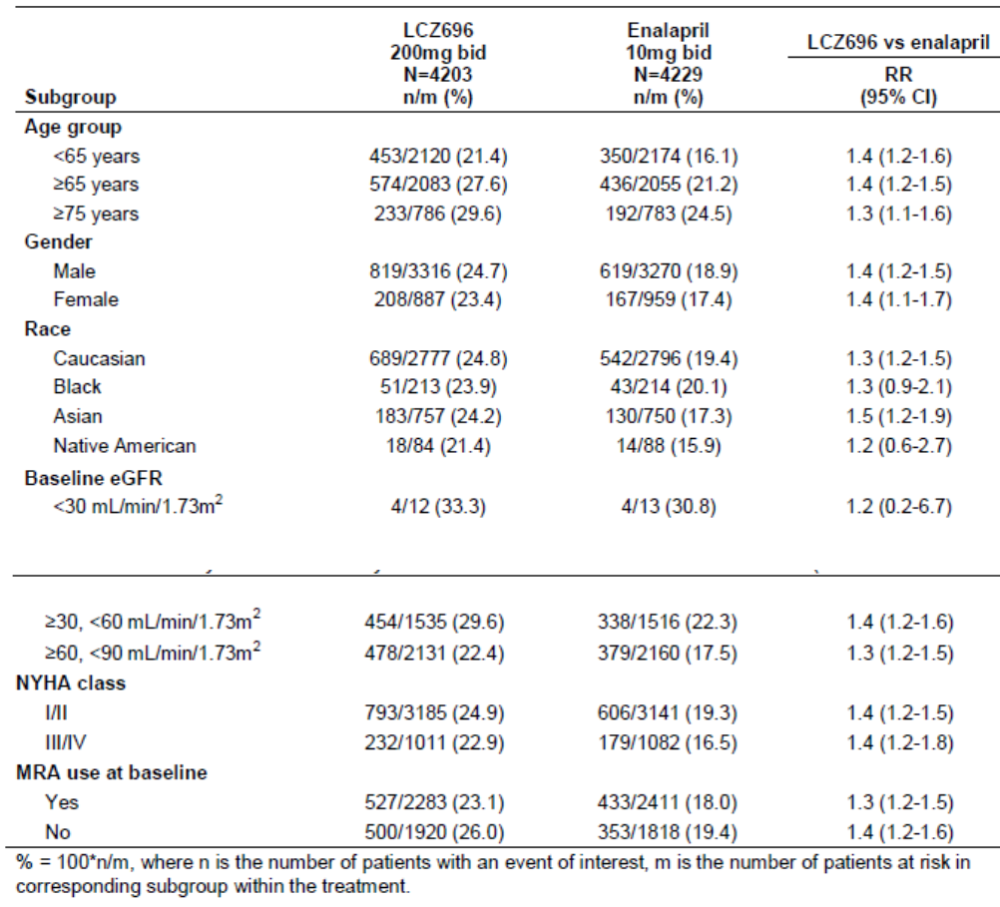 Subgroup LCZ696 200mg bid N=4203 n/m (%) Enalapril 10mg bid N=4229 n/m (%) LCZ696 vs enalapril RR (95% CI)
Age group
<65 years 453/2120 (21.4) 350/2174 (16.1) 1.4 (1.2-1.6)
≥65 years 574/2083 (27.6) 436/2055 (21.2) 1.4 (1.2-1.5)
≥75 years 233/786 (29.6) 192/783 (24.5) 1.3 (1.1-1.6)
Gender
Male 819/3316 (24.7) 619/3270 (18.9) 1.4 (1.2-1.5)
Female 208/887 (23.4) 167/959 (17.4) 1.4 (1.1-1.7)
Race
Caucasian 689/2777 (24.8) 542/2796 (19.4) 1.3 (1.2-1.5)
Black 51/213 (23.9) 43/214 (20.1) 1.3 (0.9-2.1)
Asian 183/757 (24.2) 130/750 (17.3) 1.5 (1.2-1.9)
Native American 18/84 (21.4) 14/88 (15.9) 1.2 (0.6-2.7)
Baseline eGFR
<30 mL/min/1.73m² 4/12 (33.3) 4/13 (30.8) 1.2 (0.2-6.7)
≥30, <60 mL/min/1.73m² 454/1535 (29.6) 338/1516 (22.3) 1.4 (1.2-1.6)
≥60, <90 mL/min/1.73m² 478/2131 (22.4) 379/2160 (17.5) 1.3 (1.2-1.5)
NYHA class
I/II 793/3185 (24.9) 606/3141 (19.3) 1.4 (1.2-1.5)
III/IV 232/1011 (22.9) 179/1082 (16.5) 1.4 (1.2-1.8)
MRA use at baseline
Yes 527/2283 (23.1) 433/2411 (18.0) 1.3 (1.2-1.5)
No 500/1920 (26.0) 353/1818 (19.4) 1.4 (1.2-1.6)
% = 100*n/m, where n is the number of patients with an event of interest, m is the number of patients at risk in
corresponding subgroup within the treatment.